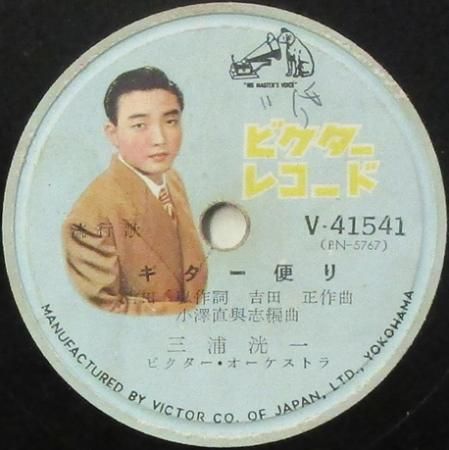 "HIS MASTER'S VOICE"
ビクター
レコード
V-41541
(PN-5767)
流行歌
ギター便り
作詞 吉田 正作曲
小澤直與志編曲
三浦洸一
ビクター・オーケストラ
MANUFACTURED BY VICTOR CO. OF JAPAN, LTD., YOKOHAMA